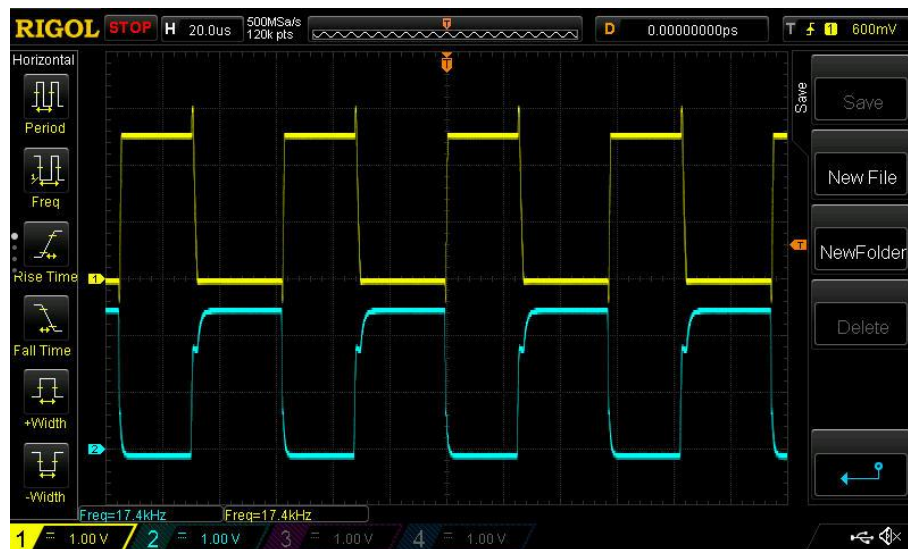 RIGOL STOP H 20.0us 500MSa/s 120k pts T D 0.00000000ps T 1 600mV
Horizontal
Period
Freq
Rise Time
Fall Time
+Width
-Width
T
T
1
2
Save
Save
New File
NewFolder
Delete
Freq=17.4kHz Freq=17.4kHz
1 = 1.00 V 2 = 1.00 V 3 = 1.00 V 4 = 1.00 V